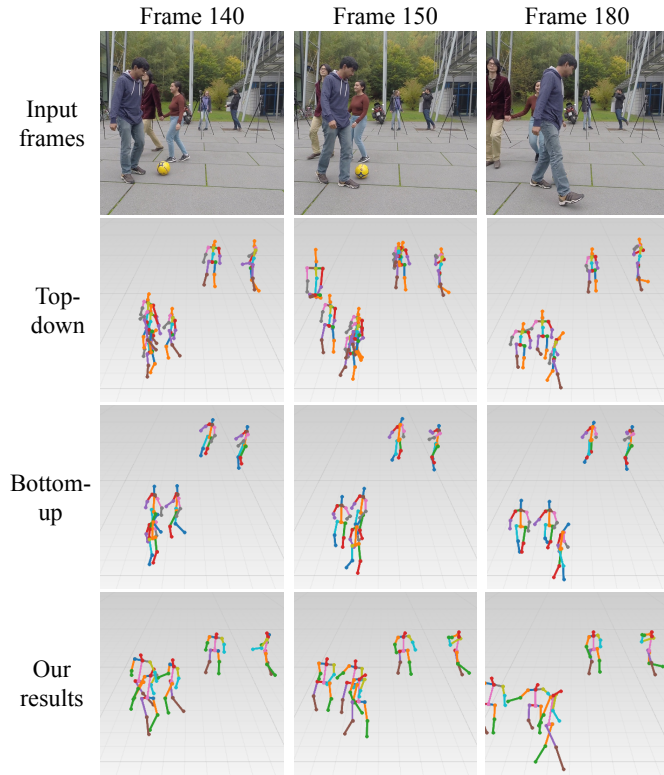 Frame 140 Frame 150 Frame 180
Input
frames
Top-
down
Bottom-
up
Our
results